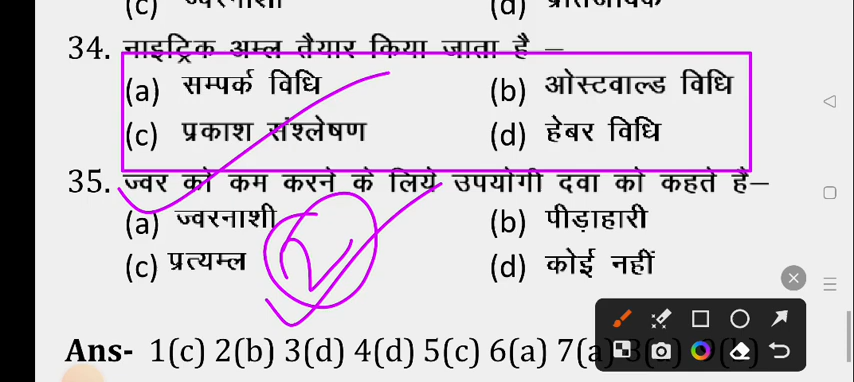 (c) ज्वरनाशी (d)
34. नाइट्रिक अम्ल तैयार किया जाता है –
(a) सम्पर्क विधि (b) ओस्टवाल्ड विधि
(c) प्रकाश संश्लेषण (d) हेबर विधि
35. ज्वर को कम करने के लिये उपयोगी दवा को कहते हैं–
(a) ज्वरनाशी (b) पीड़ाहारी
(c) प्रत्यम्ल (d) कोई नहीं
Ans- 1(c) 2(b) 3(d) 4(d) 5(c) 6(a) 7(a)